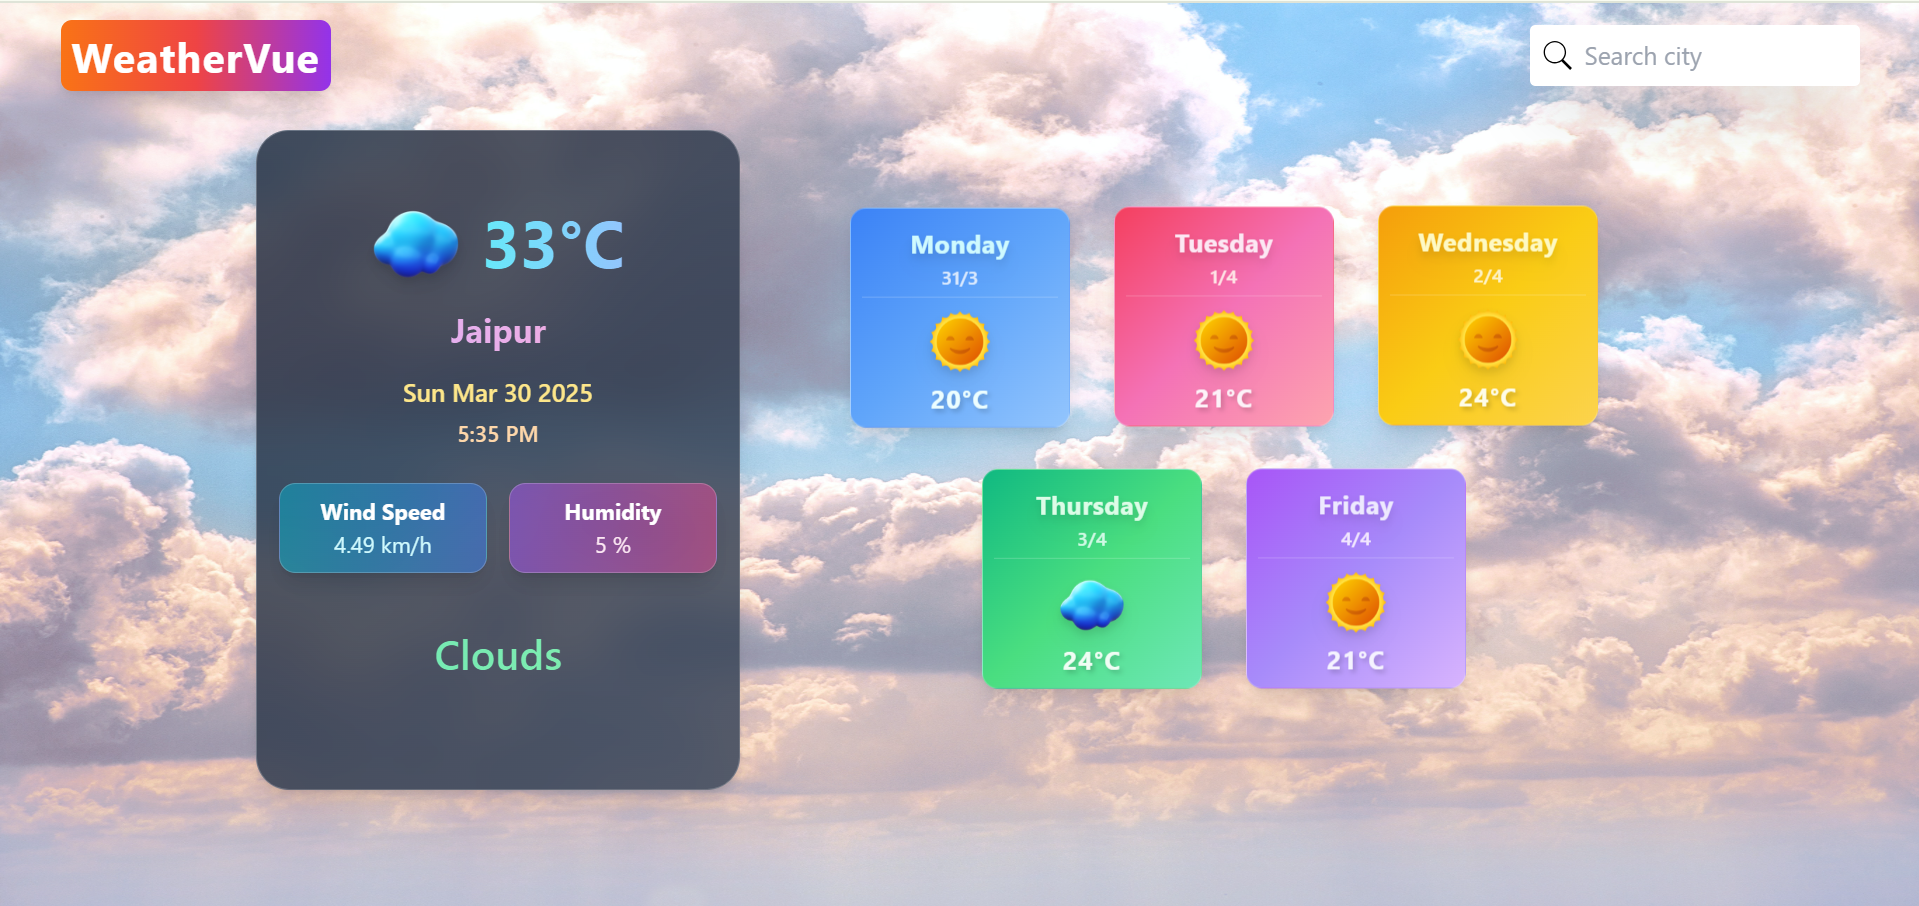 WeatherVue
Search city
33°C
Jaipur
Sun Mar 30 2025
5:35 PM
Wind Speed
4.49 km/h
Humidity
5 %
Clouds
Monday
31/3
20°C
Tuesday
1/4
21°C
Wednesday
2/4
24°C
Thursday
3/4
24°C
Friday
4/4
21°C